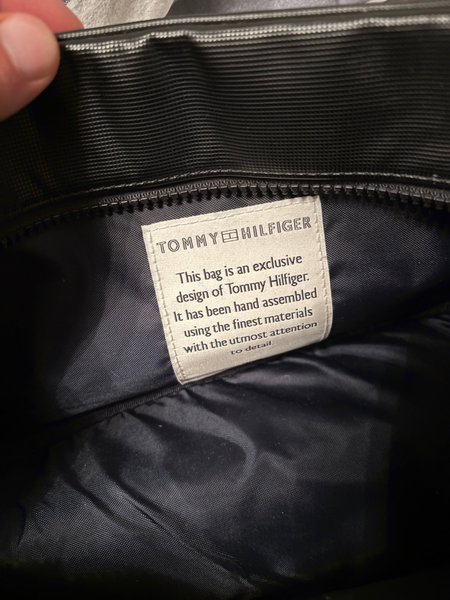 TOMMY HILFIGER
This bag is an exclusive
design of Tommy Hilfiger.
It has been hand assembled
using the finest materials
with the utmost attention
to detail.